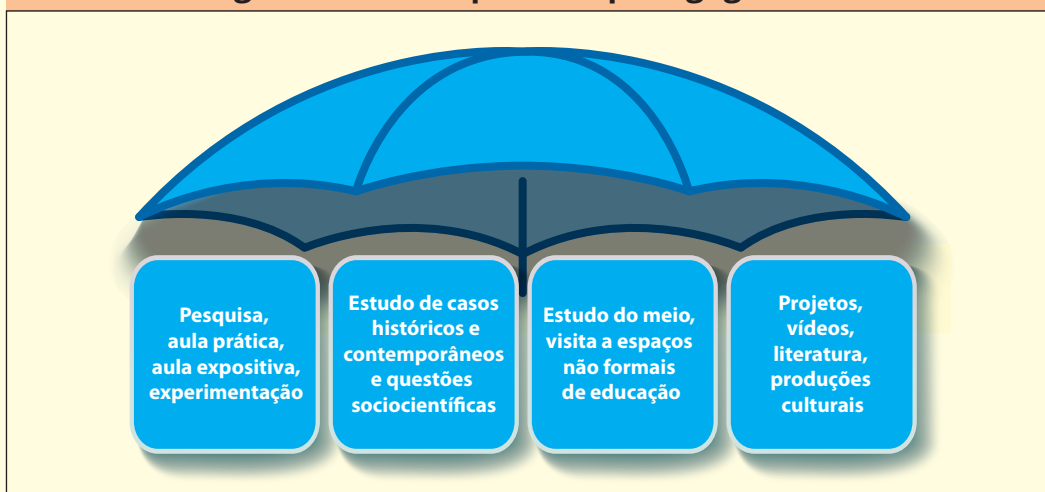 Pesquisa,
aula prática,
aula expositiva,
experimentação
Estudo de casos
históricos e
contemporâneos
e questões
sociocientíficas
Estudo do meio,
visita a espaços
não formais
de educação
Projetos,
vídeos,
literatura,
produções
culturais